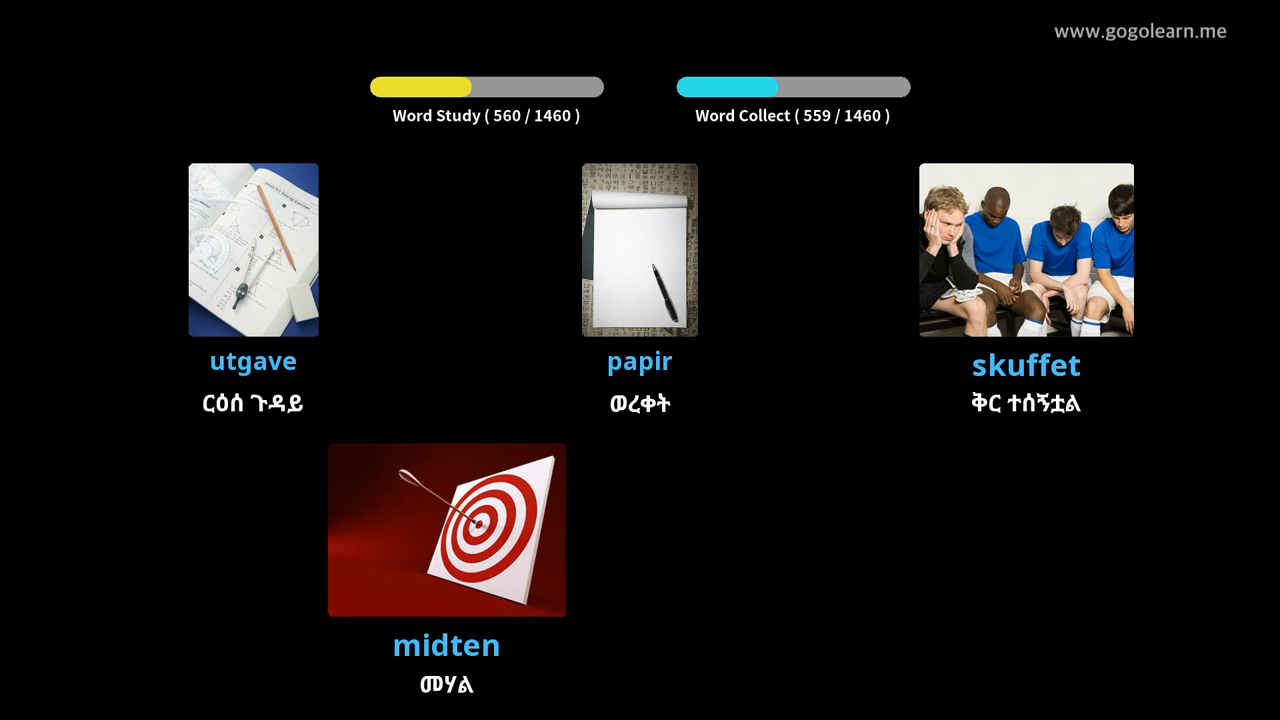 www.gogolearn.me
Word Study ( 560 / 1460 )
Word Collect ( 559 / 1460 )
utgave
ርዕሰ ጉዳይ
papir
ወረቀት
skuffet
ቅር ተሰኝቷል
midten
መሃል